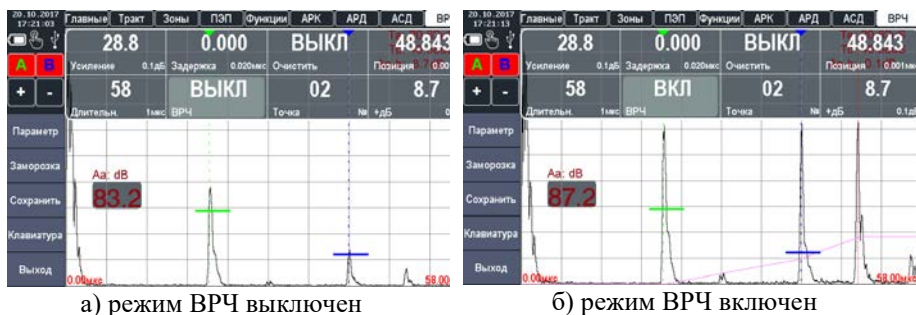 20.10.2017
17:21:03
Главные Тракт Зоны ПЭП Функции АРК АРД АСД
28.8 0.000 ВЫКЛ 48.843
Усиление 0.1дБ Задержка 0.020мкс Очистить Позиция
A B
58 ВЫКЛ 02 8.7
+ -
Длительн. 1мкс ВРЧ Точка № +дБ
Параметр
Заморозка
Сохранить
Клавиатура
Выход
Aa: dB
83.2
0.00мкс 58.00
а) режим ВРЧ выключен
20.10.2017
17:21:13
Главные Тракт Зоны ПЭП Функции АРК АРД АСД ВРЧ
28.8 0.000 ВЫКЛ 48.843
Усиление 0.1дБ Задержка 0.020мкс Очистить Позиция 0.001мкс
A B
58 ВКЛ 02 8.7
+ -
Длительн. 1мкс ВРЧ Точка № +дБ
Параметр
Заморозка
Сохранить
Клавиатура
Выход
Aa: dB
87.2
0.00мкс 58.00мкс
б) режим ВРЧ включен